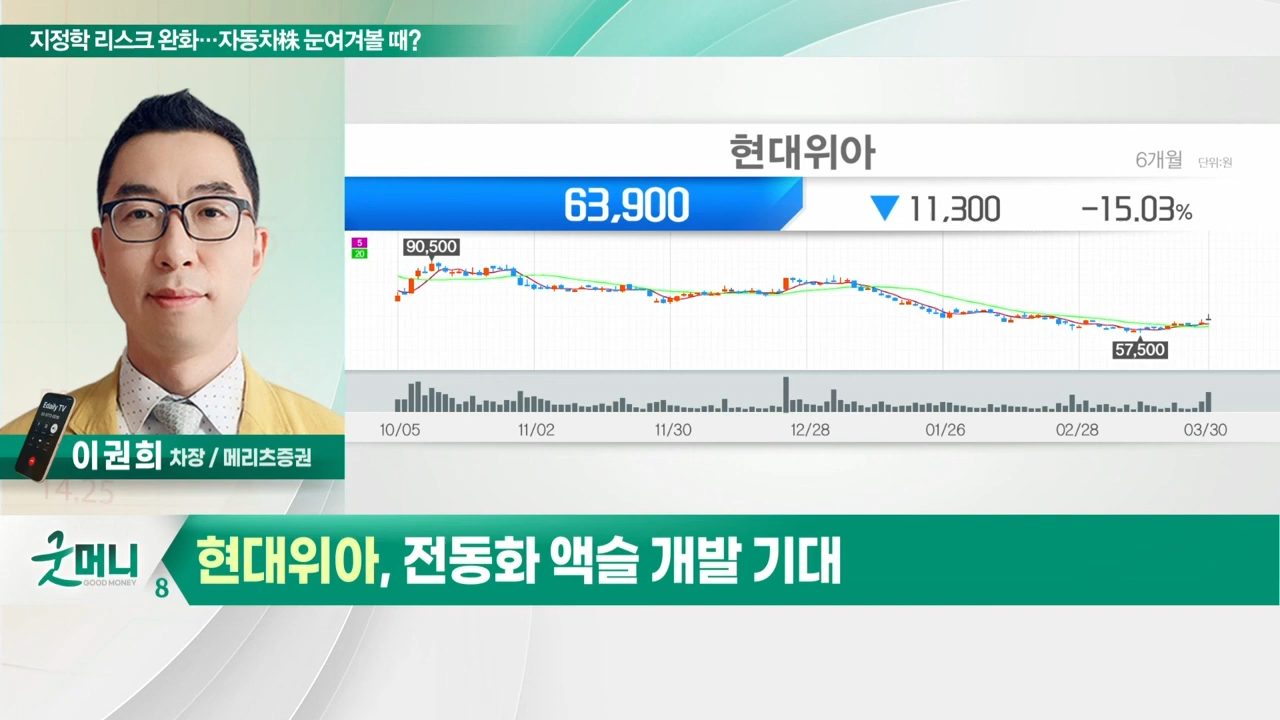 지정학 리스크 완화…자동차株 눈여겨볼 때?
현대위아
6개월 단위:원
63,900 ▼ 11,300 -15.03%
5
20
90,500
57,500
10/05 11/02 11/30 12/28 01/26 02/28 03/30
Edaily TV
이권희 차장 / 메리츠증권
14.25
굿머니
GOOD MONEY
8
현대위아, 전동화 액슬 개발 기대